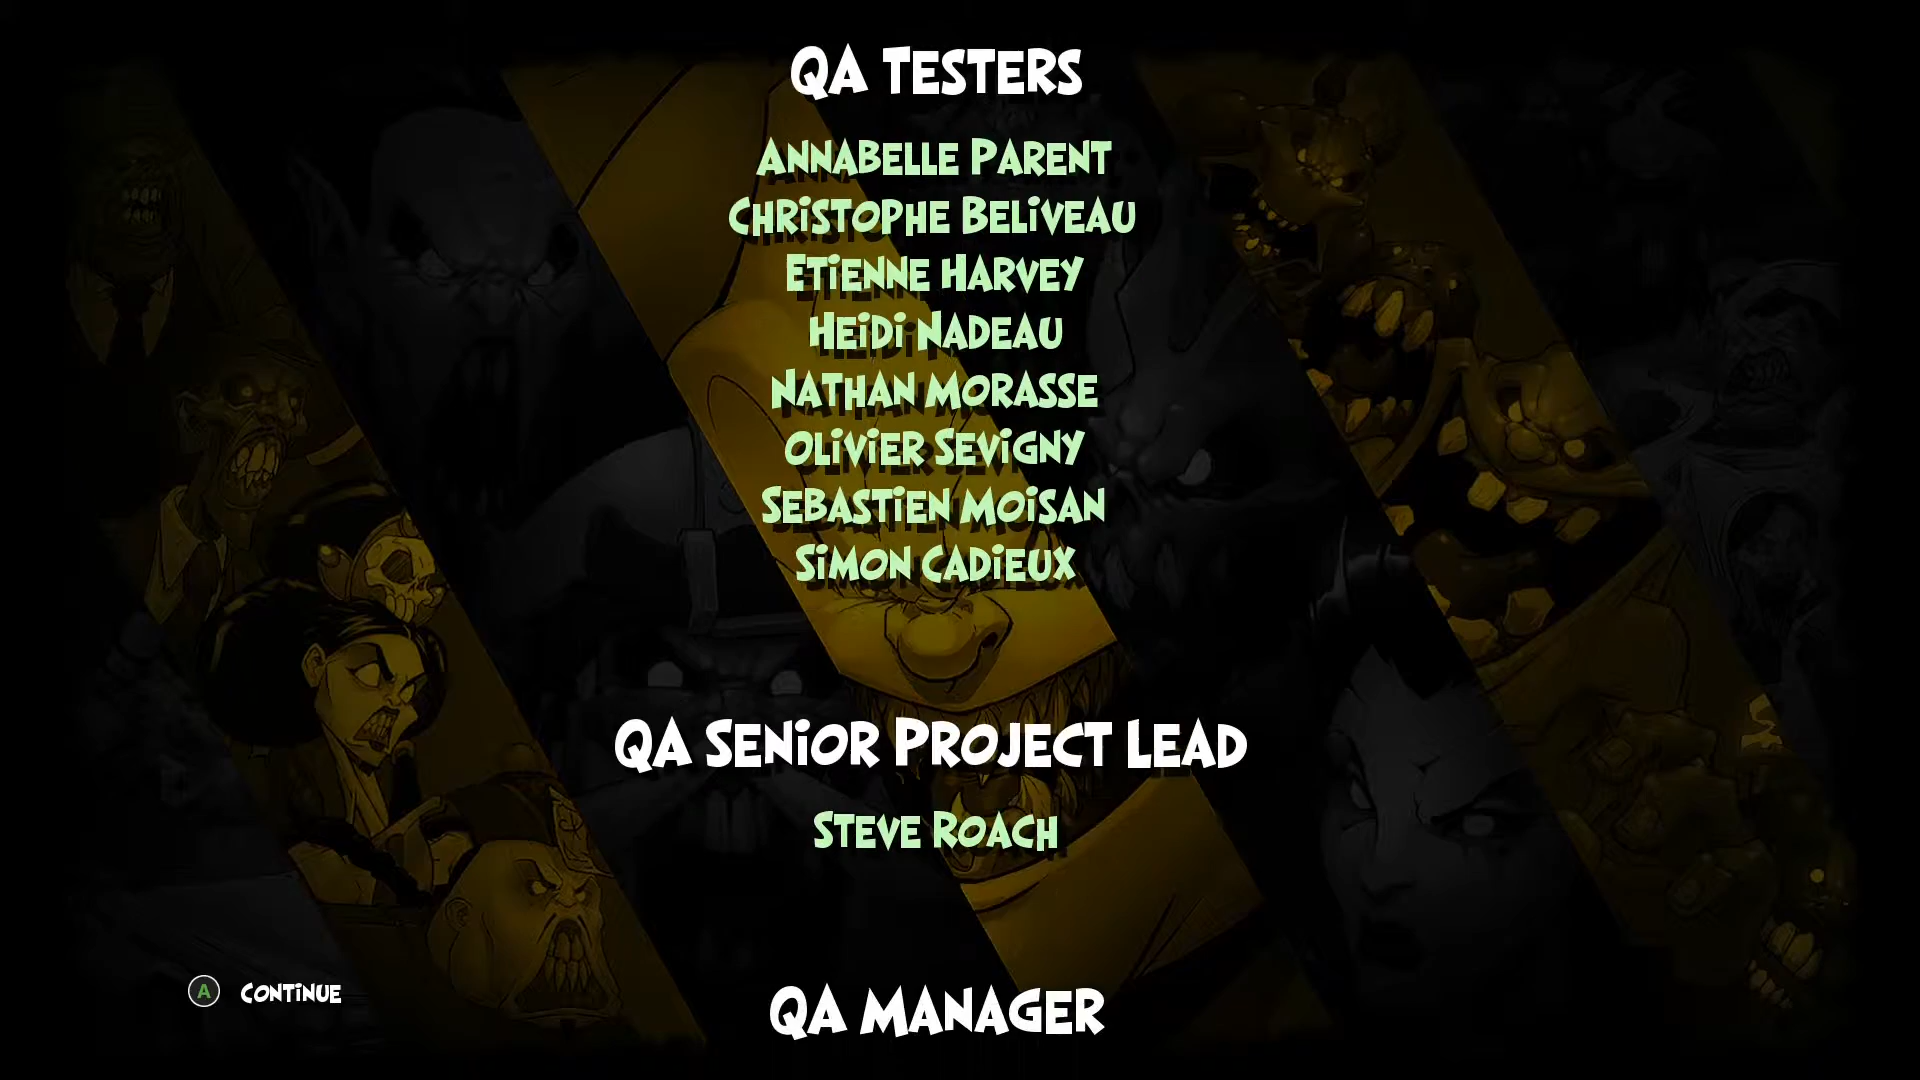 QA Testers
Annabelle Parent
Christophe Beliveau
Etienne Harvey
Heidi Nadeau
Nathan Morasse
Olivier Sevigny
Sebastien Moisan
Simon Cadieux
QA Senior Project Lead
Steve Roach
A Continue
QA Manager